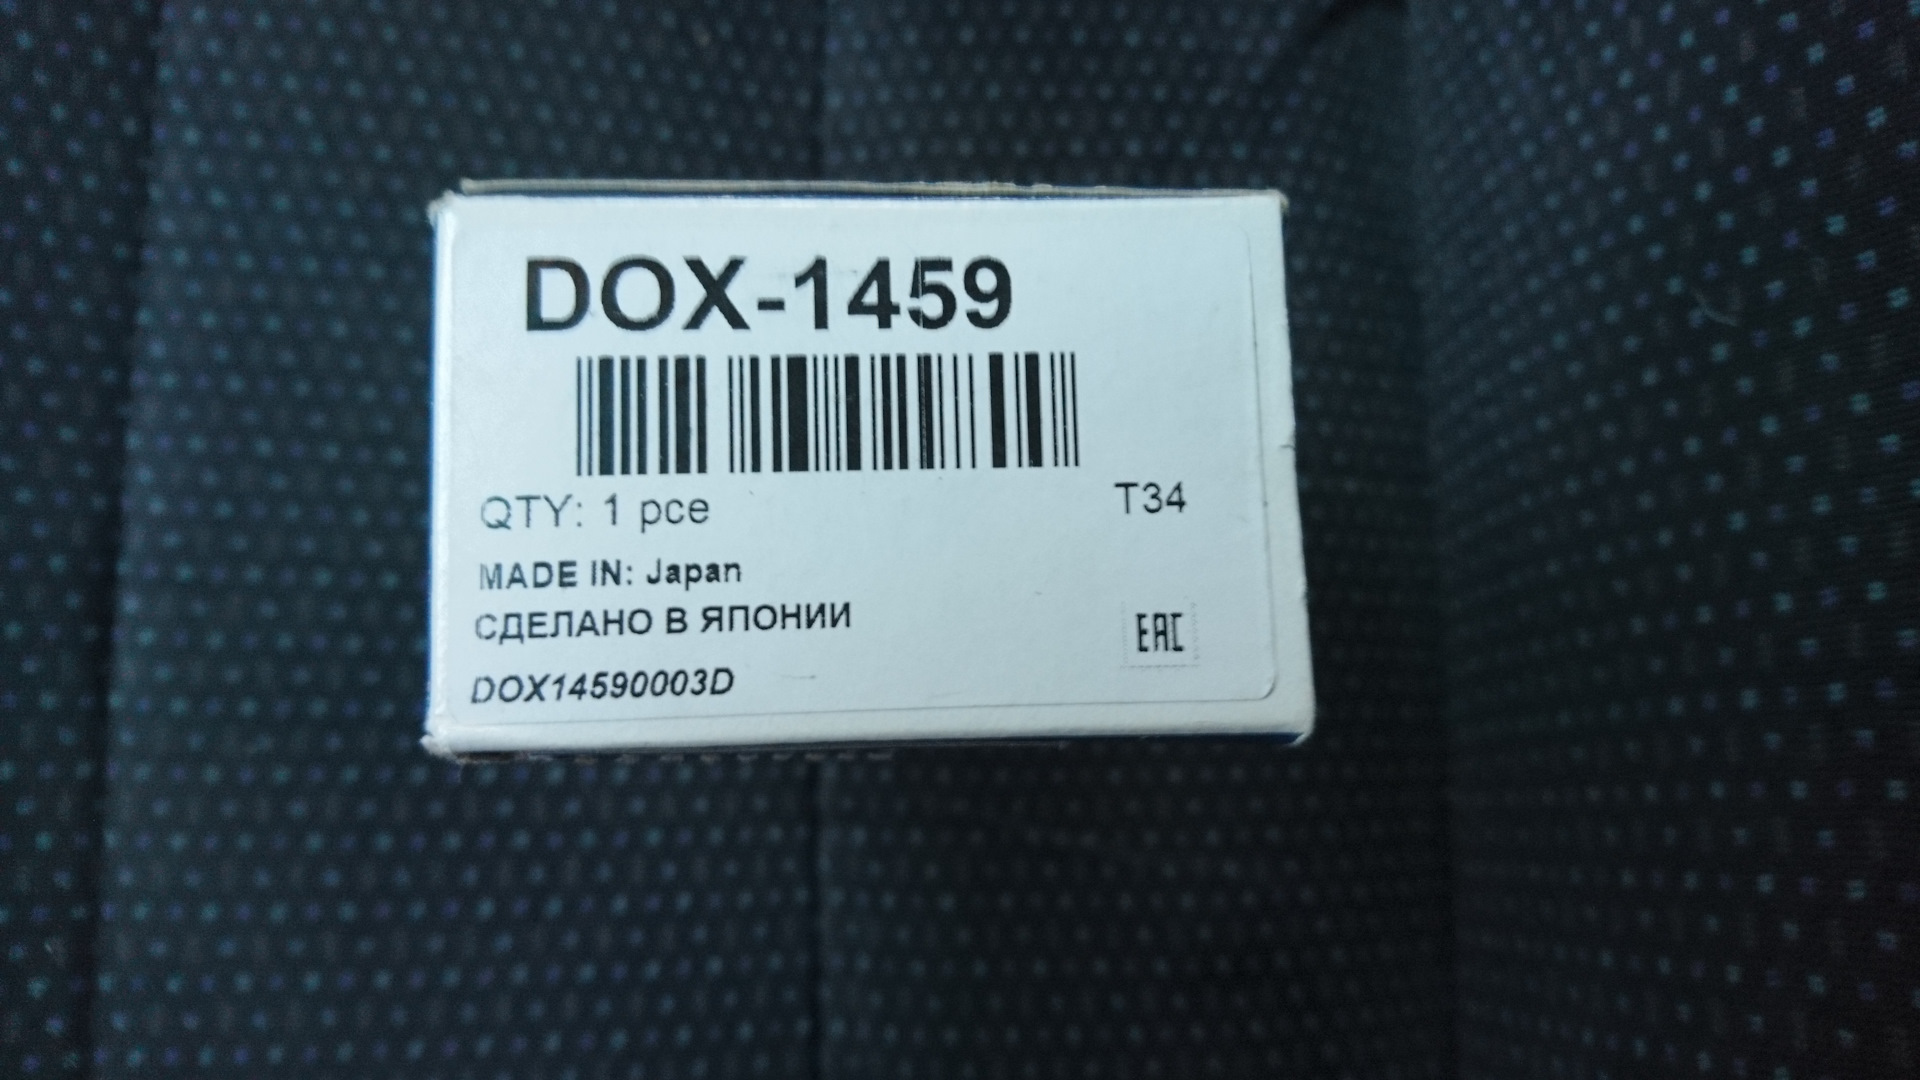 DOX-1459
QTY: 1 pce
T34
MADE IN: Japan
СДЕЛАНО В ЯПОНИИ
EAC
DOX14590003D